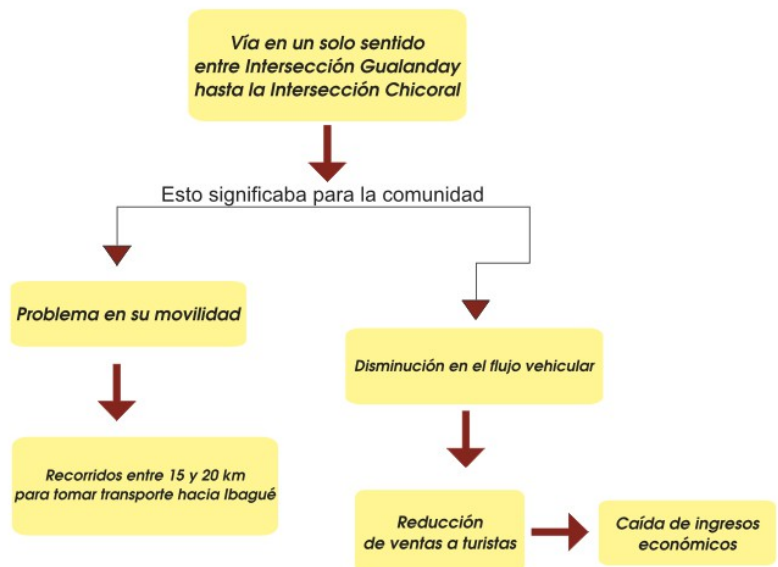 Vía en un solo sentido
entre Intersección Gualanday
hasta la Intersección Chicoral
Esto significaba para la comunidad
Problema en su movilidad
Disminución en el flujo vehicular
Recorridos entre 15 y 20 km
para tomar transporte hacia Ibagué
Reducción
de ventas a turistas
Caída de ingresos
económicos